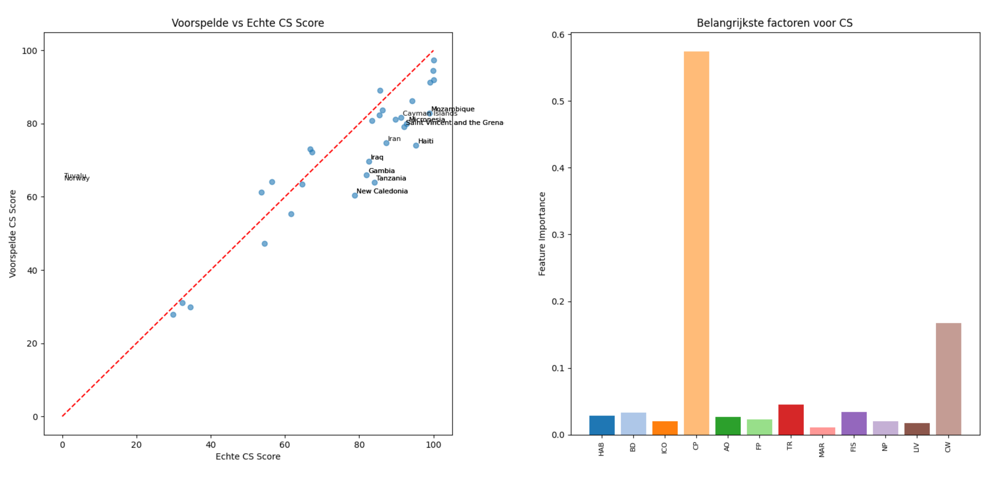 Voorspelde vs Echte CS Score
Voorspelde CS Score
100
80
60
40
20
0
Mozambique
Cayman Islands
Micronesia
Saint Vincent and the Grena
Iran
Haiti
Iraq
Gambia
Tuvalu
Norway
Tanzania
New Caledonia
0 20 40 60 80 100
Echte CS Score
Belangrijkste factoren voor CS
Feature Importance
0.6
0.5
0.4
0.3
0.2
0.1
0.0
HAB BD ICO CP AO FP TR MAR FIS NP LIV CW